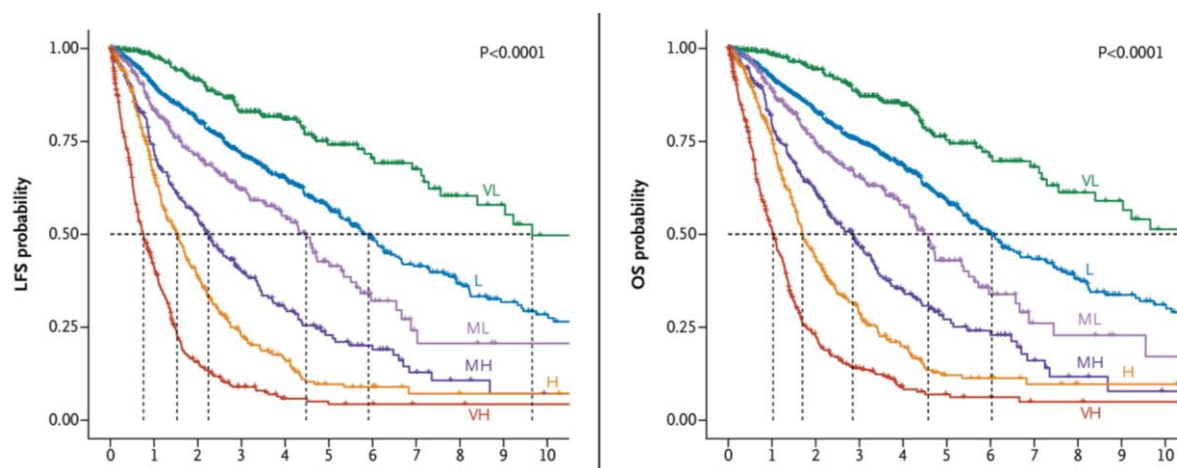 LFS probability
1.00
0.75
0.50
0.25
0.00
P<0.0001
VL
L
ML
MH
H
VH
0 1 2 3 4 5 6 7 8 9 10
OS probability
1.00
0.75
0.50
0.25
0.00
P<0.0001
VL
L
ML
MH
H
VH
0 1 2 3 4 5 6 7 8 9 10